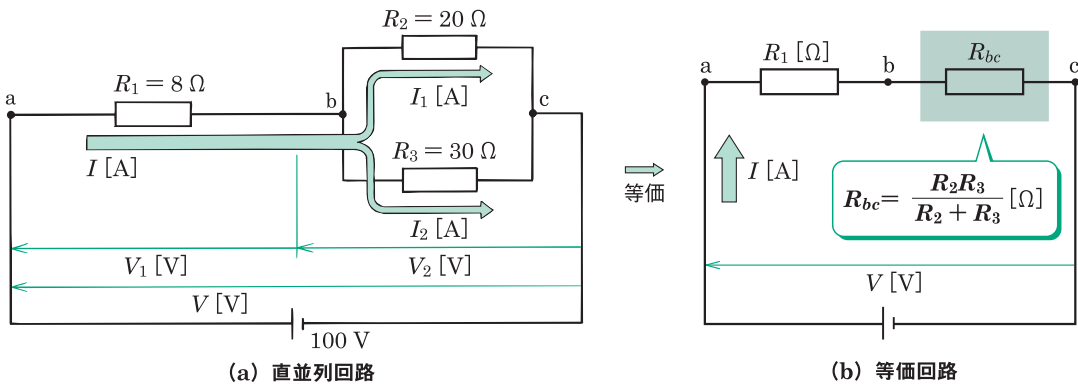 R₂ = 20 Ω
R₁ = 8 Ω
a
b
c
I₁ [A]
R₃ = 30 Ω
I [A]
I₂ [A]
V₁ [V]
V₂ [V]
V [V]
100 V
(a) 直並列回路
等価
R₁ [Ω]
R_bc
a
b
c
I [A]
R_bc = R₂R₃ / (R₂ + R₃) [Ω]
V [V]
(b) 等価回路